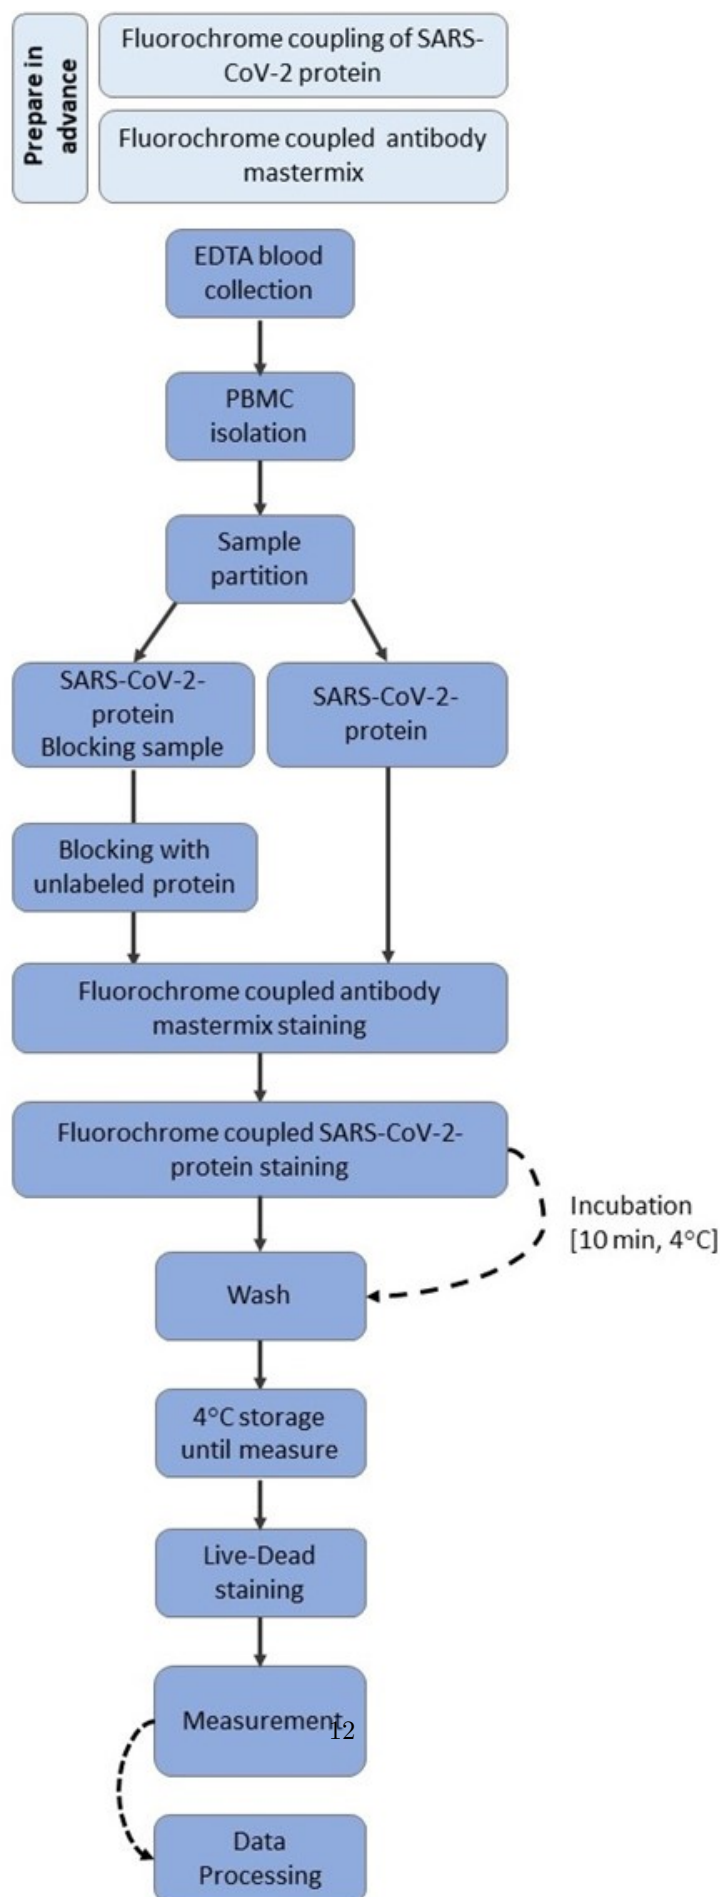 Prepare in
advance
Fluorochrome coupling of SARS-
CoV-2 protein
Fluorochrome coupled antibody
mastermix
EDTA blood
collection
PBMC
isolation
Sample
partition
SARS-CoV-2-
protein
Blocking sample
SARS-CoV-2-
protein
Blocking with
unlabeled protein
Fluorochrome coupled antibody
mastermix staining
Fluorochrome coupled SARS-CoV-2-
protein staining
Incubation
[10 min, 4°C]
Wash
4°C storage
until measure
Live-Dead
staining
Measurement
12
Data
Processing